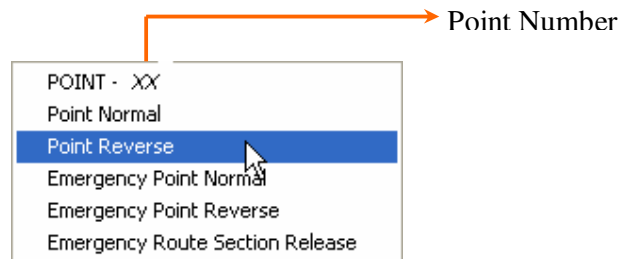 Point Number
POINT - XX
Point Normal
Point Reverse
Emergency Point Normal
Emergency Point Reverse
Emergency Route Section Release